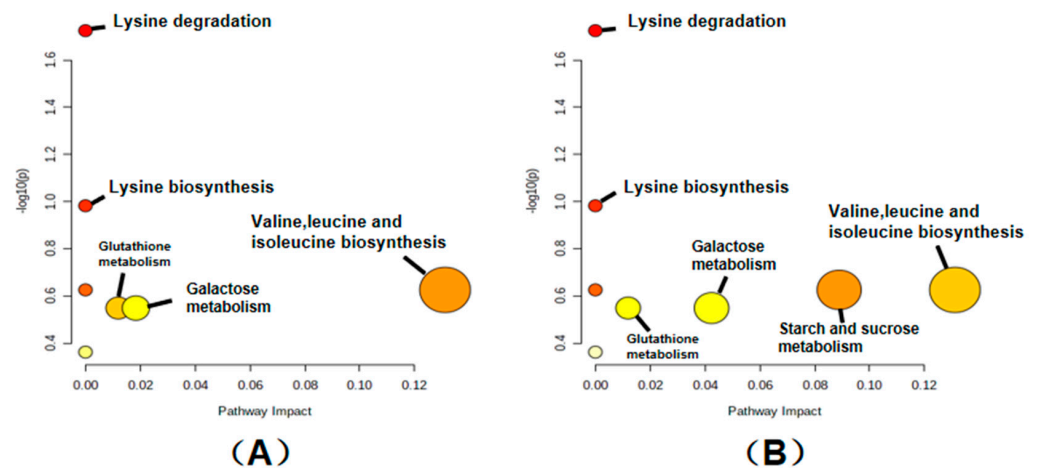 Lysine degradation
1.6
1.4
1.2
-log10(p)
1.0
Lysine biosynthesis
Valine,leucine and
isoleucine biosynthesis
0.8
Glutathione
metabolism
Galactose
metabolism
0.6
0.4
0.00 0.02 0.04 0.06 0.08 0.10 0.12
Pathway Impact
(A)
Lysine degradation
1.6
1.4
1.2
-log10(p)
1.0
Lysine biosynthesis
Valine,leucine and
isoleucine biosynthesis
Galactose
metabolism
0.8
0.6
Starch and sucrose
metabolism
Glutathione
metabolism
0.4
0.00 0.02 0.04 0.06 0.08 0.10 0.12
Pathway Impact
(B)